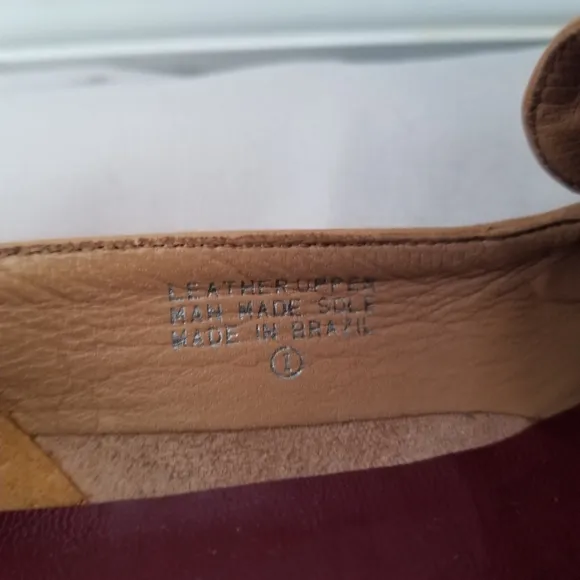 LEATHER UPPER
MAN MADE SOLE
MADE IN BRAZIL
1